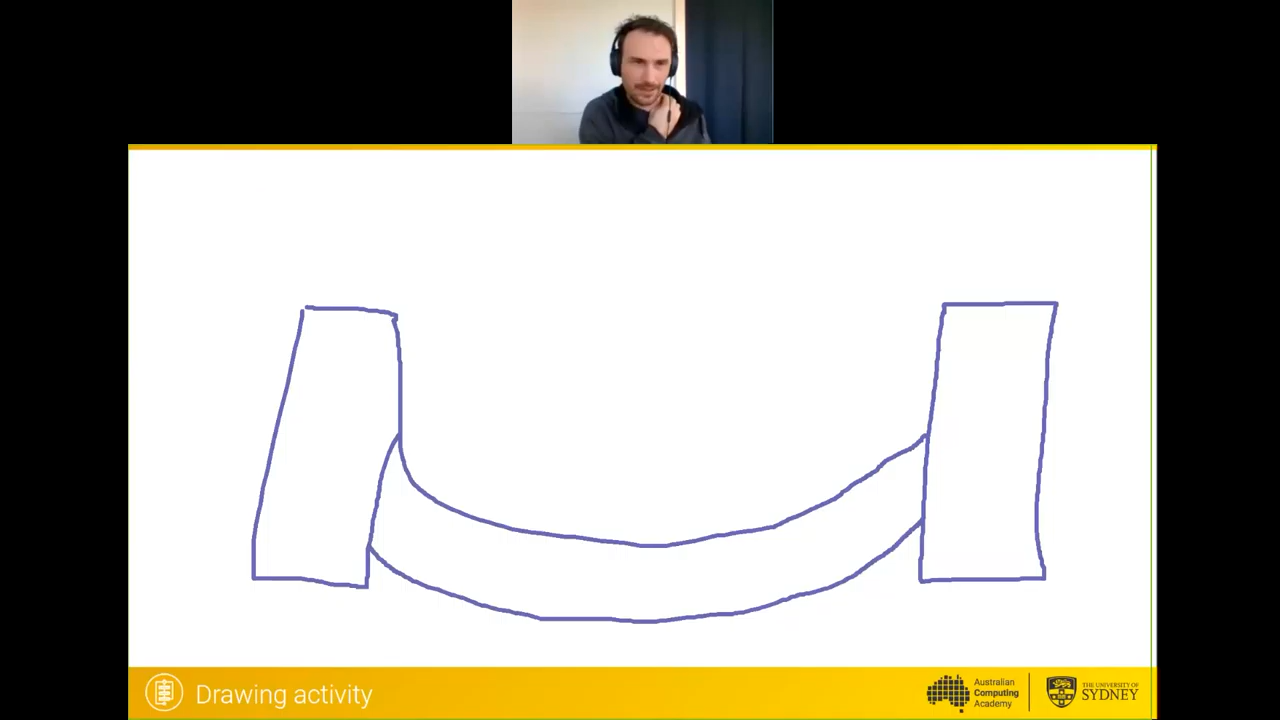 Drawing activity
Australian
Computing
Academy
THE UNIVERSITY OF
SYDNEY